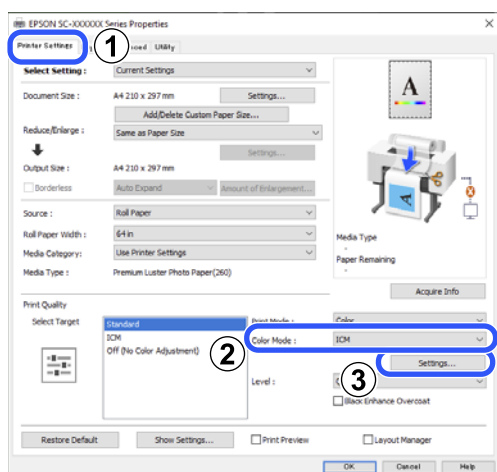 EPSON SC-XXXXXX Series Properties
Printer Settings 1 Utility
Select Setting : Current Settings
Document Size : A4 210 x 297 mm Settings...
Add/Delete Custom Paper Size...
Reduce/Enlarge : Same as Paper Size
Settings...
Output Size : A4 210 x 297 mm
Borderless Auto Expand Amount of Enlargement...
A
Source : Roll Paper
Roll Paper Width : 64 in
Media Category: Use Printer Settings
Media Type : Premium Luster Photo Paper(260)
Media Type
-
Paper Remaining
-
Acquire Info
Print Quality
Select Target
Standard
ICM
Off (No Color Adjustment)
Print Mode : Color
2 Color Mode : ICM
Settings...
Level : 3
Black Enhance Overcoat
Restore Default Show Settings... Print Preview Layout Manager
OK Cancel Help